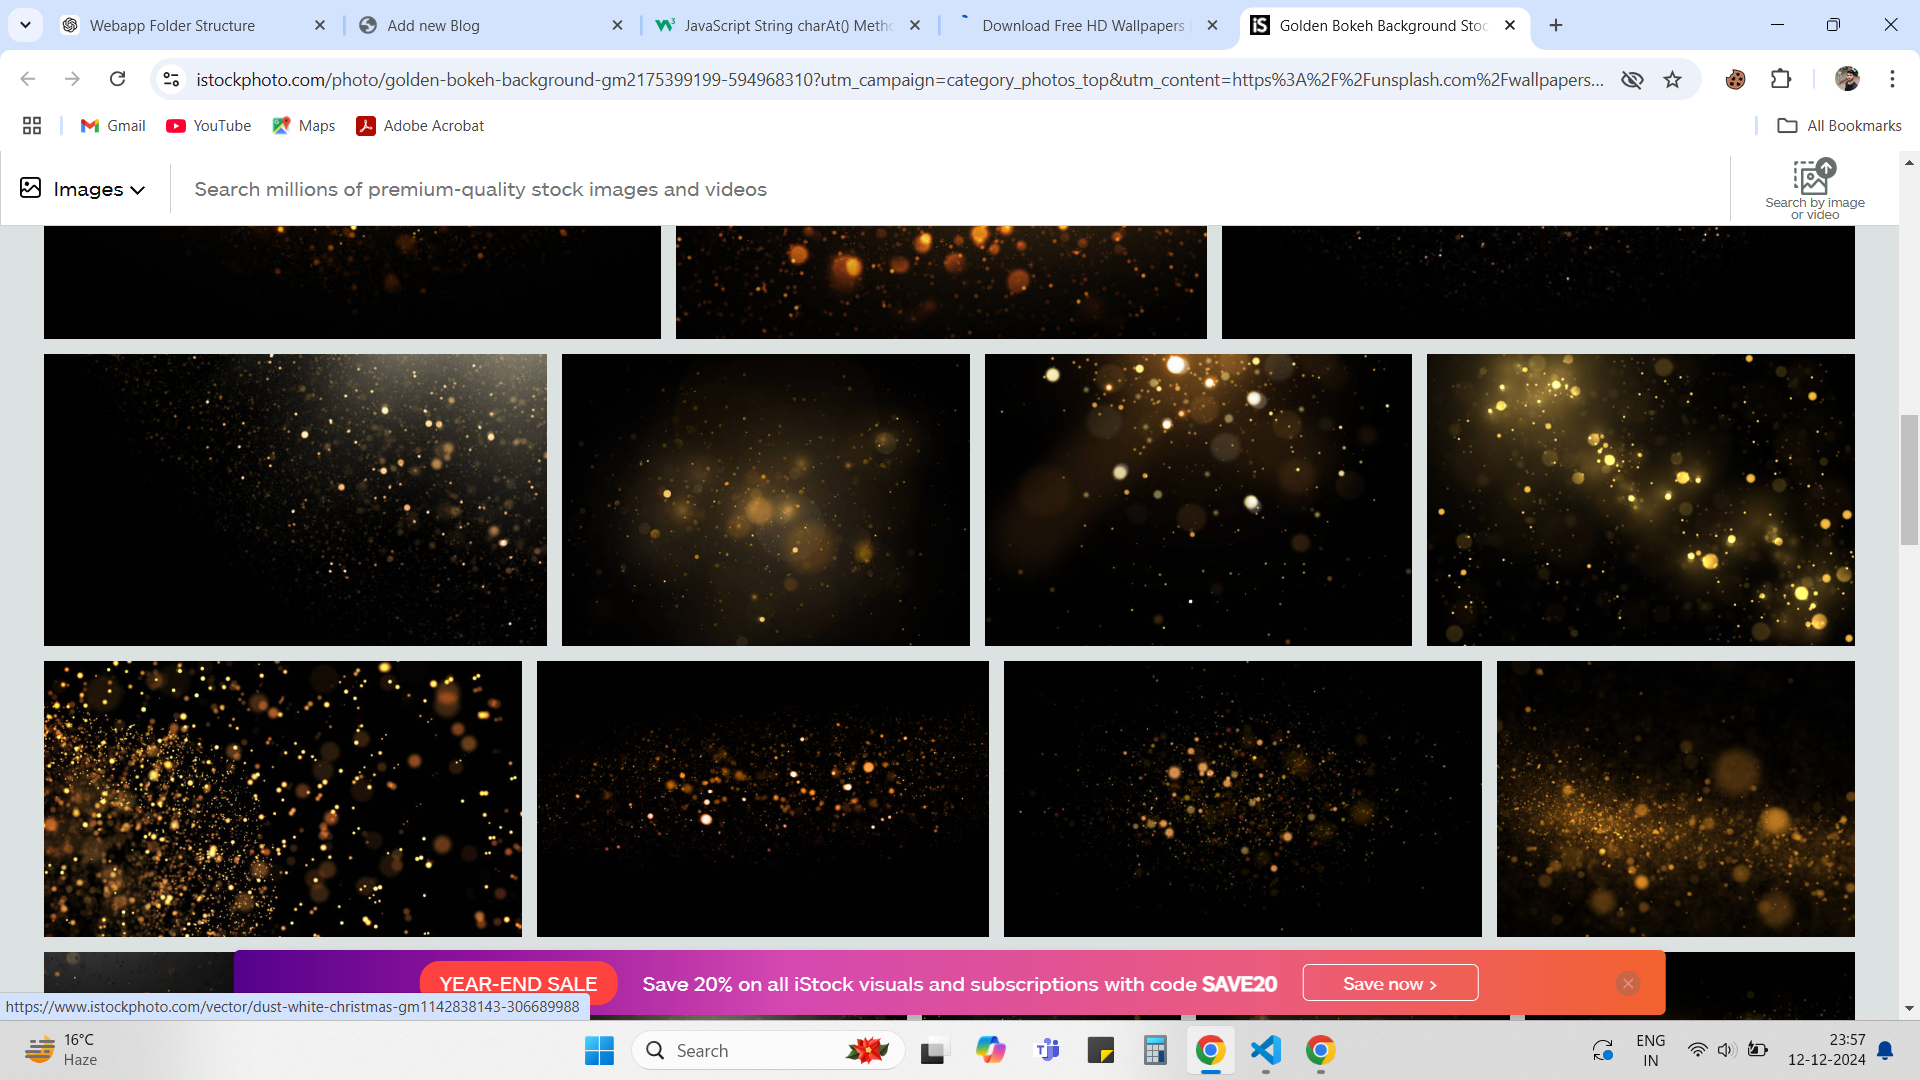 Webapp Folder Structure
Add new Blog
JavaScript String charAt() Metho
Download Free HD Wallpapers
Golden Bokeh Background Stoc
istockphoto.com/photo/golden-bokeh-background-gm2175399199-594968310?utm_campaign=category_photos_top&utm_content=https%3A%2F%2Funsplash.com%2Fwallpapers...
Gmail
YouTube
Maps
Adobe Acrobat
All Bookmarks
Images
Search millions of premium-quality stock images and videos
Search by image
or video
YEAR-END SALE
Save 20% on all iStock visuals and subscriptions with code SAVE20
Save now >
https://www.istockphoto.com/vector/dust-white-christmas-gm1142838143-306689988
16°C
Haze
Search
ENG
IN
23:57
12-12-2024